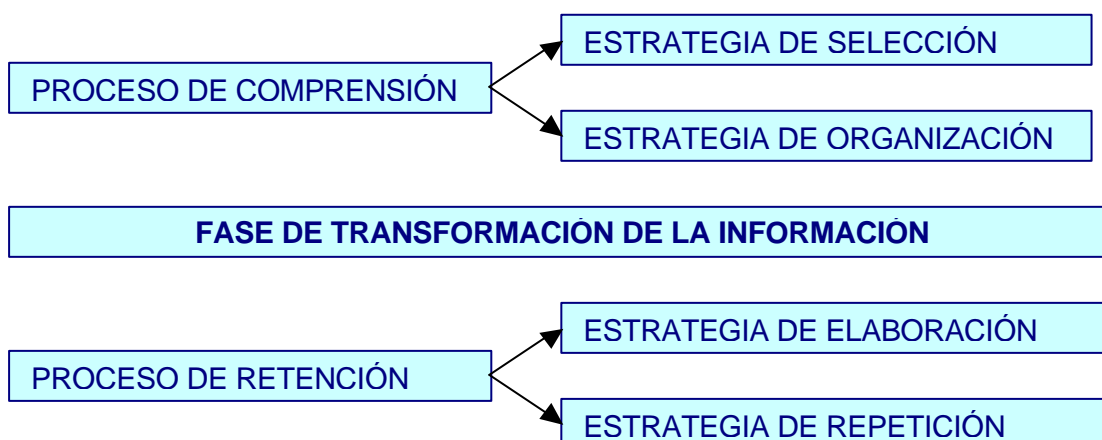 ESTRATEGIA DE SELECCIÓN
PROCESO DE COMPRENSIÓN
ESTRATEGIA DE ORGANIZACIÓN
FASE DE TRANSFORMACIÓN DE LA INFORMACIÓN
ESTRATEGIA DE ELABORACIÓN
PROCESO DE RETENCIÓN
ESTRATEGIA DE REPETICIÓN